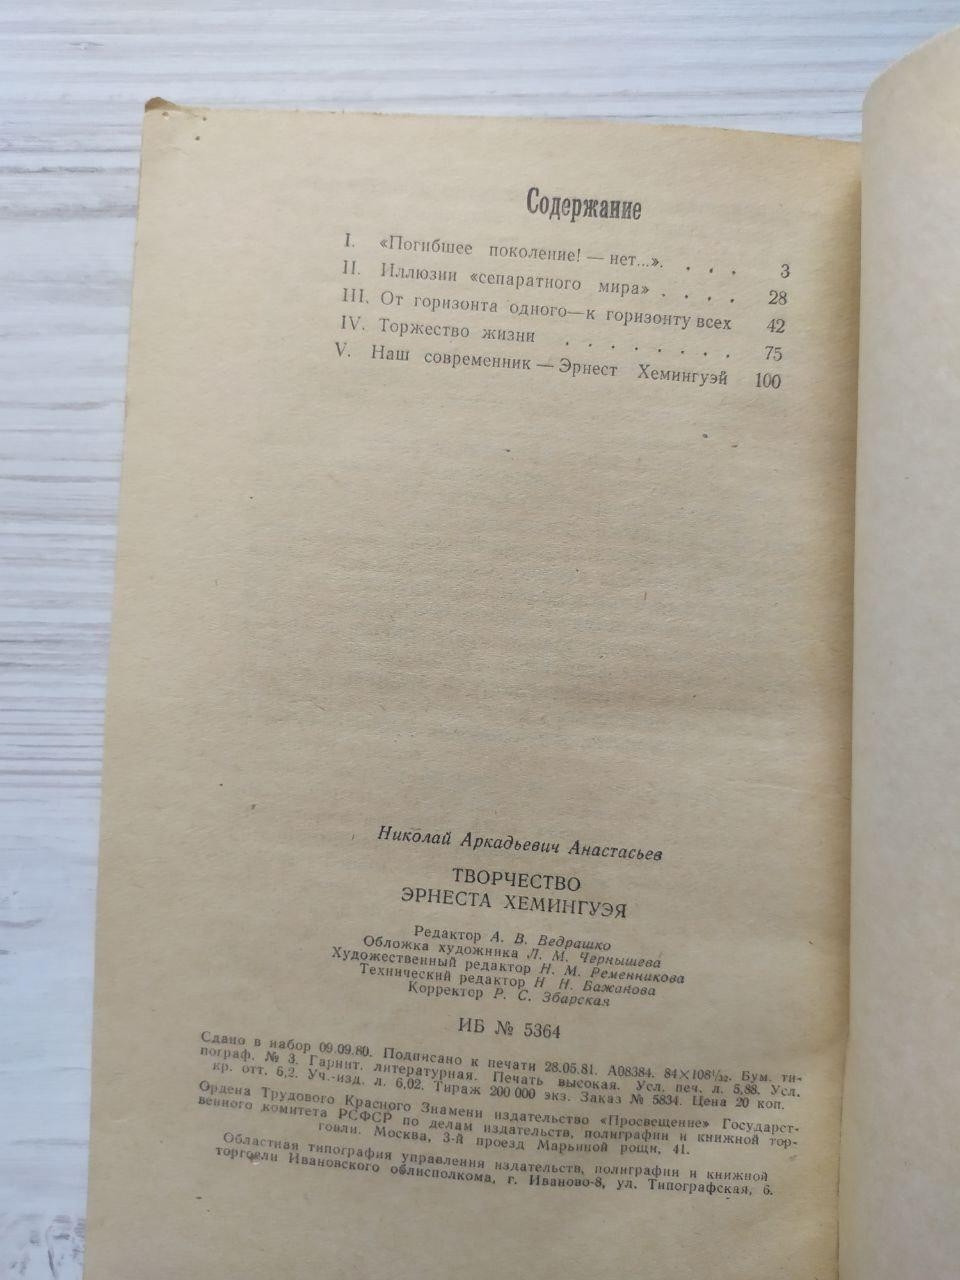 Содержание
I. «Погибшее поколение! — нет...». . . . 3
II. Иллюзии «сепаратного мира» . . . . 28
III. От горизонта одного—к горизонту всех 42
IV. Торжество жизни . . . . . . . . 75
V. Наш современник — Эрнест Хемингуэй 100
Николай Аркадьевич Анастасьев
ТВОРЧЕСТВО
ЭРНЕСТА ХЕМИНГУЭЯ
Редактор А. В. Ведрашко
Обложка художника Л. М. Чернышева
Художественный редактор Н. М. Ременникова
Технический редактор Н Н. Бажанова
Корректор Р. С. Збарская
ИБ № 5364
Сдано в набор 09.09.80. Подписано к печати 28.05.81. А08384. 84×108¹/₃₂. Бум. ти-
пограф. № 3. Гарнит. литературная. Печать высокая. Усл. печ. л. 5,88. Усл.
кр. отт. 6,2. Уч.-изд. л. 6,02. Тираж 200 000 экз. Заказ № 5834. Цена 20 коп.
Ордена Трудового Красного Знамени издательство «Просвещение» Государст-
венного комитета РСФСР по делам издательств, полиграфии и книжной тор-
говли. Москва, 3-й проезд Марьиной рощи, 41.
Областная типография управления издательств, полиграфии и книжной
торговли Ивановского облисполкома, г. Иваново-8, ул. Типографская, 6.